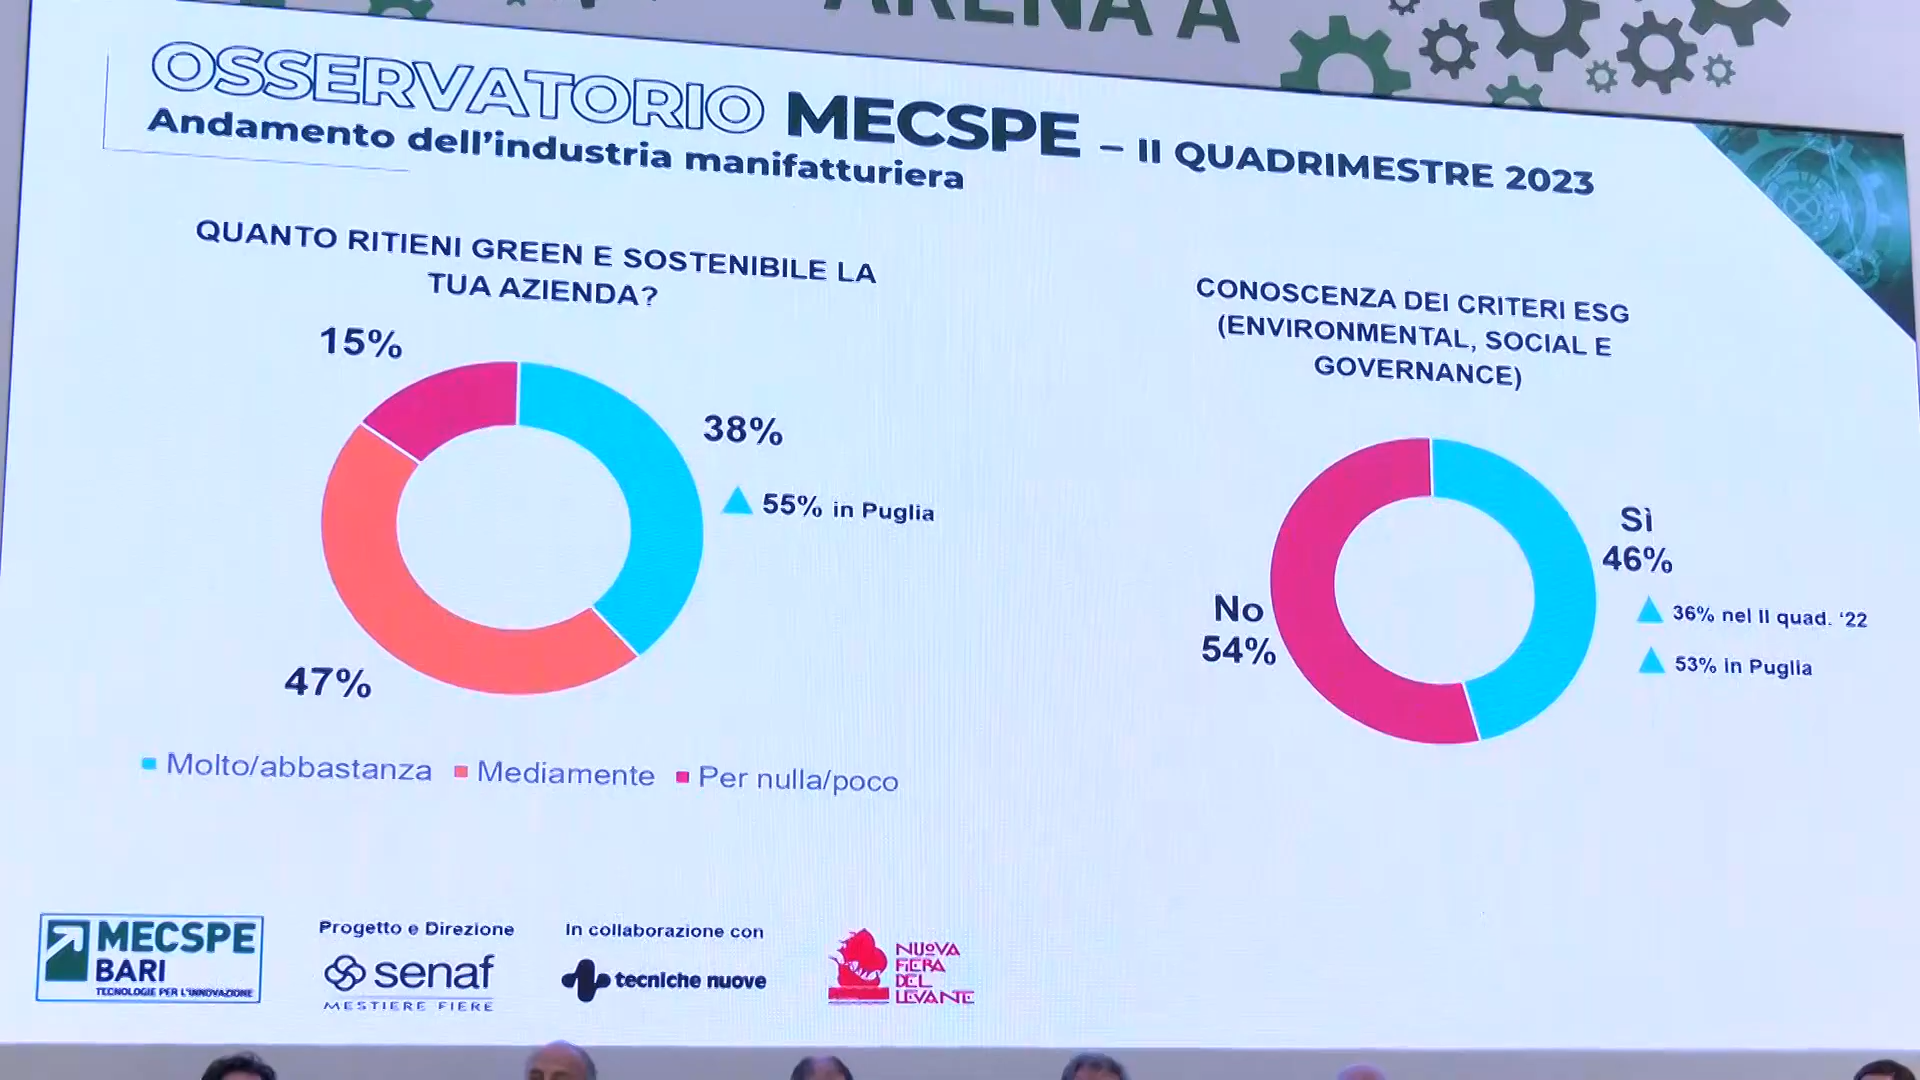 ARENA A
OSSERVATORIO MECSPE – II QUADRIMESTRE 2023
Andamento dell'industria manifatturiera
QUANTO RITIENI GREEN E SOSTENIBILE LA
TUA AZIENDA?
15%
38%
55% in Puglia
47%
Molto/abbastanza Mediamente Per nulla/poco
CONOSCENZA DEI CRITERI ESG
(ENVIRONMENTAL, SOCIAL E
GOVERNANCE)
Sì
46%
36% nel II quad. ‘22
53% in Puglia
No
54%
MECSPE
BARI
TECNOLOGIE PER L'INNOVAZIONE
Progetto e Direzione
senaf
MESTIERE FIERE
In collaborazione con
tecniche nuove
NUOVA
FIERA
DEL
LEVANTE